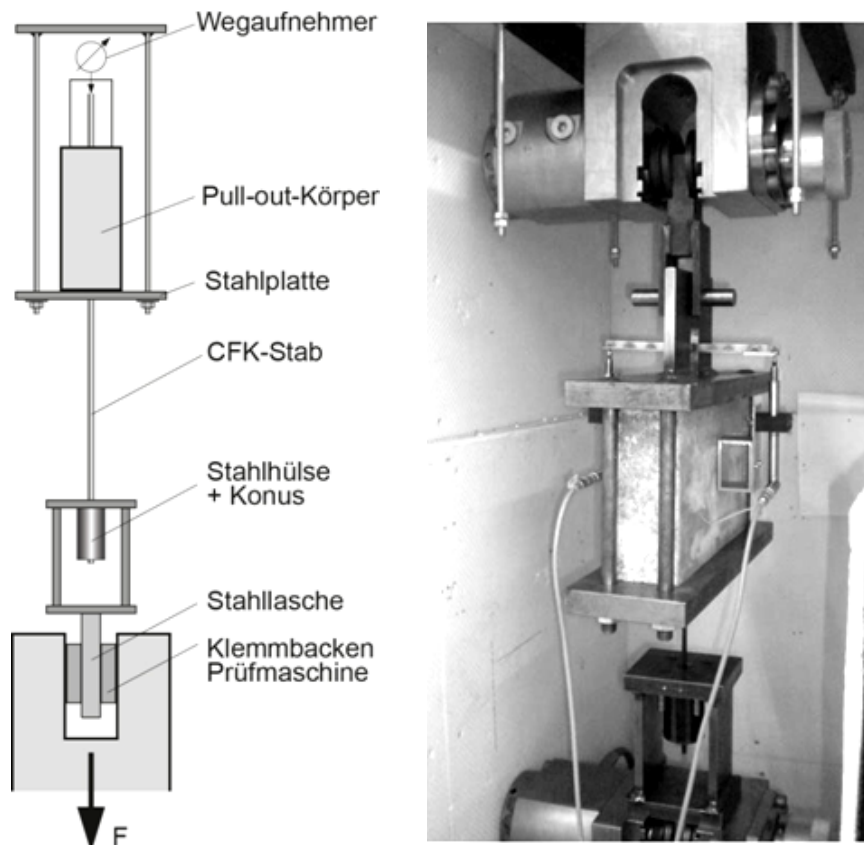 Wegaufnehmer
Pull-out-Körper
Stahlplatte
CFK-Stab
Stahlhülse
+ Konus
Stahllasche
Klemmbacken
Prüfmaschine
F